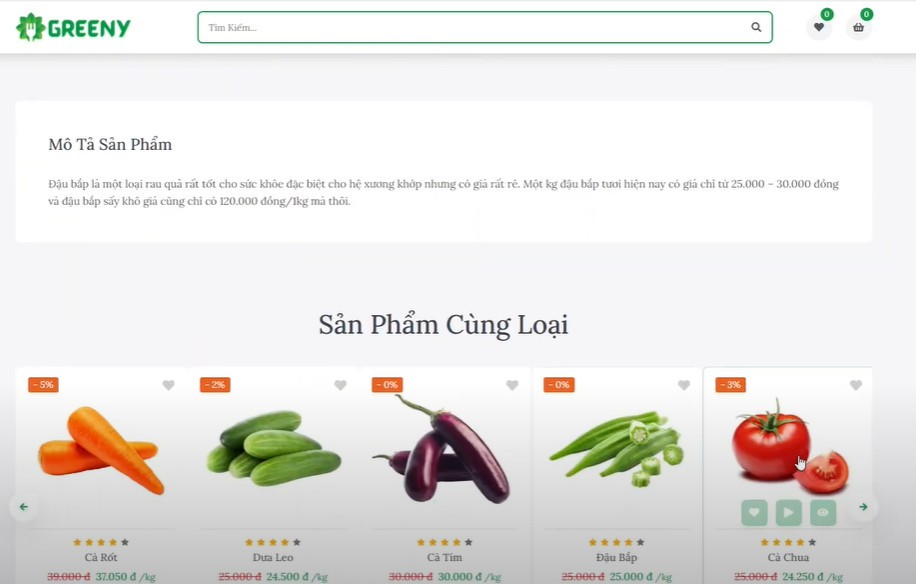 GREENY
Tìm Kiếm...
0
0
Mô Tả Sản Phẩm
Đậu bắp là một loại rau quả rất tốt cho sức khỏe đặc biệt cho hệ xương khớp nhưng có giá rất rẻ. Một kg đậu bắp tươi hiện nay có giá chỉ từ 25.000 – 30.000 đồng
và đậu bắp sấy khô giá cũng chỉ có 120.000 đồng/1kg mà thôi.
Sản Phẩm Cùng Loại
- 5%
- 2%
- 0%
- 0%
- 3%
Cà Rốt
Dưa Leo
Cà Tím
Đậu Bắp
Cà Chua
39.000 đ 37.050 đ /kg
25.000 đ 24.500 đ /kg
30.000 đ 30.000 đ /kg
25.000 đ 25.000 đ /kg
25.000 đ 24.250 đ /kg